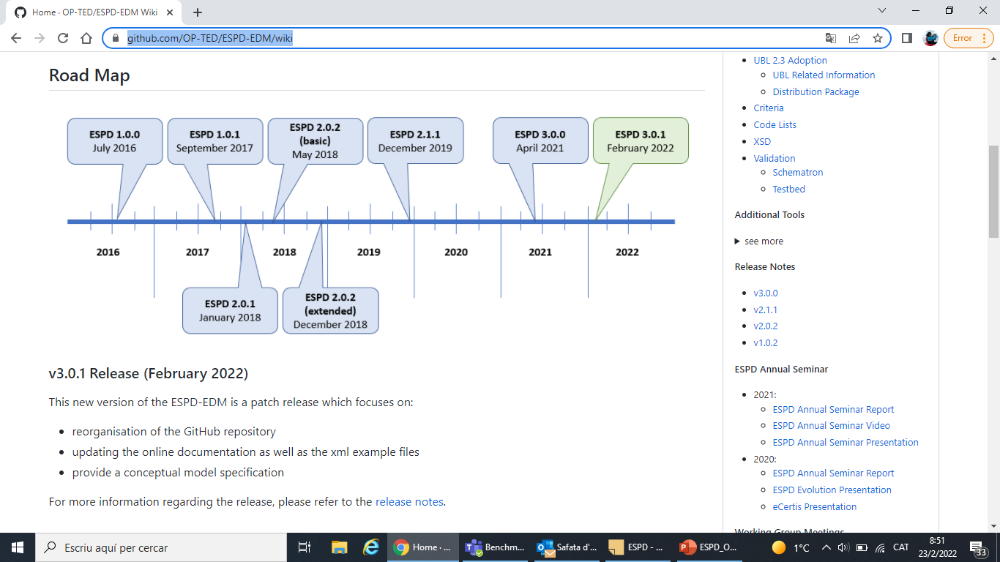 Home · OP-TED/ESPD-EDM Wiki
github.com/OP-TED/ESPD-EDM/wiki
Error
Road Map
ESPD 1.0.0
July 2016
ESPD 1.0.1
September 2017
ESPD 2.0.2
(basic)
May 2018
ESPD 2.1.1
December 2019
ESPD 3.0.0
April 2021
ESPD 3.0.1
February 2022
2016 2017 2018 2019 2020 2021 2022
ESPD 2.0.1
January 2018
ESPD 2.0.2
(extended)
December 2018
v3.0.1 Release (February 2022)
This new version of the ESPD-EDM is a patch release which focuses on:
reorganisation of the GitHub repository
updating the online documentation as well as the xml example files
provide a conceptual model specification
For more information regarding the release, please refer to the release notes.
UBL 2.3 Adoption
UBL Related Information
Distribution Package
Criteria
Code Lists
XSD
Validation
Schematron
Testbed
Additional Tools
see more
Release Notes
v3.0.0
v2.1.1
v2.0.2
v1.0.2
ESPD Annual Seminar
2021:
ESPD Annual Seminar Report
ESPD Annual Seminar Video
ESPD Annual Seminar Presentation
2020:
ESPD Annual Seminar Report
ESPD Evolution Presentation
eCertis Presentation
Working Group Meetings
Escriu aquí per cercar
Home · ...
Benchm...
Safata d'...
ESPD - ...
ESPD_O...
1°C
CAT
8:51
23/2/2022
33